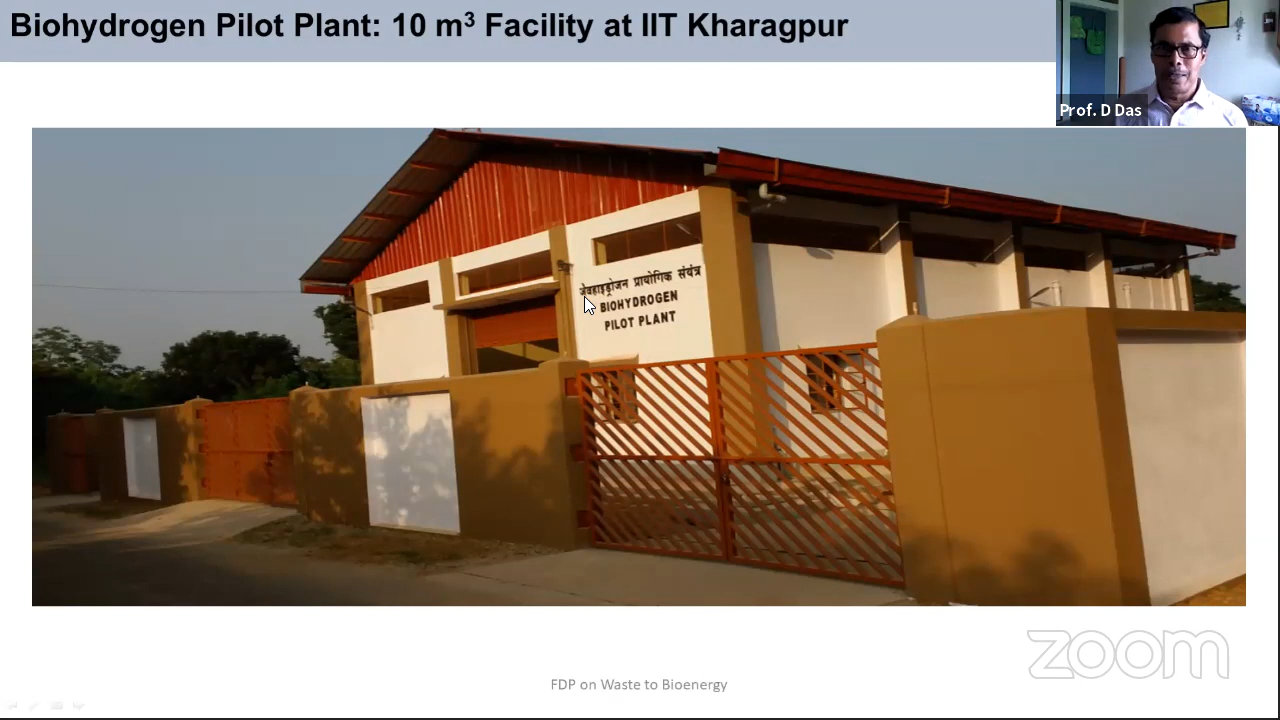 Biohydrogen Pilot Plant: 10 m³ Facility at IIT Kharagpur
Prof. D Das
जैवहाइड्रोजन प्रायोगिक संयंत्र
BIOHYDROGEN
PILOT PLANT
zoom
FDP on Waste to Bioenergy